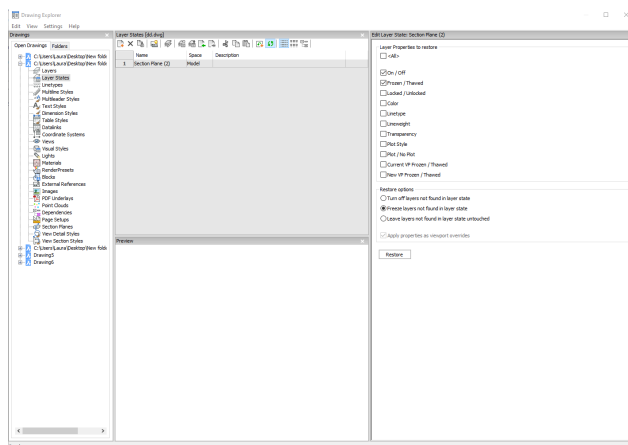 Drawing Explorer
Edit View Settings Help
Drawings
Open Drawings Folders
C:\Users\Laura\Desktop\New fold
C:\Users\Laura\Desktop\New fold
Layers
Layer States
Linetypes
Multiline Styles
Multileader Styles
Text Styles
Dimension Styles
Table Styles
Datalinks
Coordinate Systems
Views
Visual Styles
Lights
Materials
RenderPresets
Blocks
External References
Images
PDF Underlays
Point Clouds
Dependencies
Page Setups
Section Planes
View Detail Styles
View Section Styles
C:\Users\Laura\Desktop\New fold
Drawing5
Drawing6
Layer States [dd.dwg]
Name Space Description
1 Section Plane (2) Model
Preview
Edit Layer State: Section Plane (2)
Layer Properties to restore
<All>
On / Off
Frozen / Thawed
Locked / Unlocked
Color
Linetype
Lineweight
Transparency
Plot Style
Plot / No Plot
Current VP Frozen / Thawed
New VP Frozen / Thawed
Restore options
Turn off layers not found in layer state
Freeze layers not found in layer state
Leave layers not found in layer state untouched
Apply properties as viewport overrides
Restore